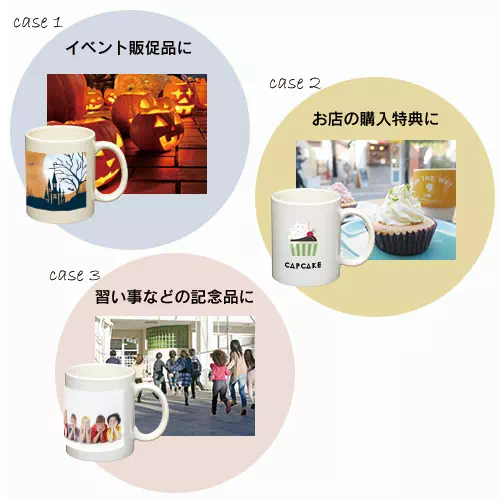 case 1
イベント販促品に
case 2
お店の購入特典に
CAPCAKE
case 3
習い事などの記念品に